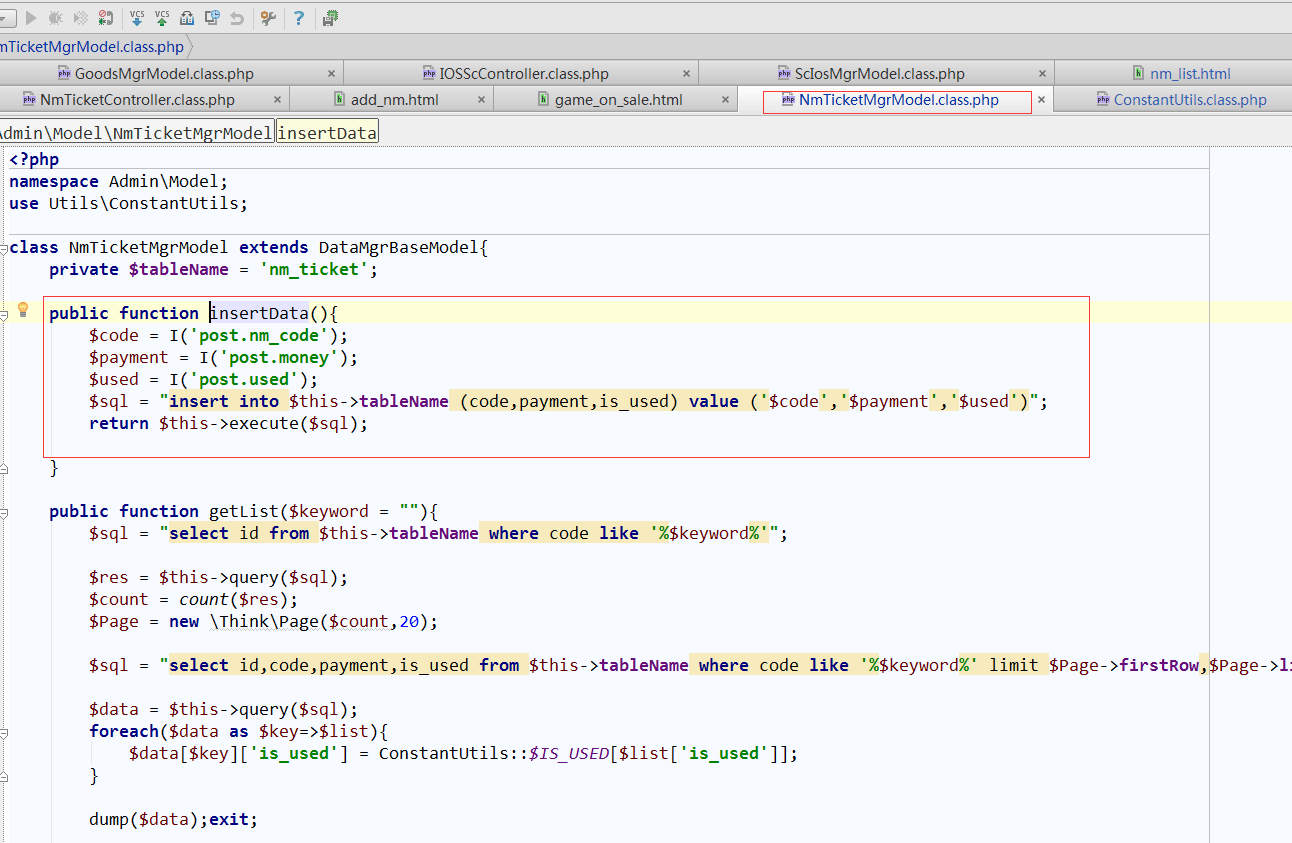 VCS VCS
mTicketMgrModel.class.php
GoodsMgrModel.class.php IOSScController.class.php ScIosMgrModel.class.php nm_list.html
NmTicketController.class.php add_nm.html game_on_sale.html NmTicketMgrModel.class.php ConstantUtils.class.php
\dmin\Model\NmTicketMgrModel insertData
<?php
namespace Admin\Model;
use Utils\ConstantUtils;
class NmTicketMgrModel extends DataMgrBaseModel{
private $tableName = 'nm_ticket';
public function insertData(){
$code = I('post.nm_code');
$payment = I('post.money');
$used = I('post.used');
$sql = "insert into $this->tableName (code,payment,is_used) value ('$code','$payment','$used')";
return $this->execute($sql);
}
public function getList($keyword = ""){
$sql = "select id from $this->tableName where code like '%$keyword%'";
$res = $this->query($sql);
$count = count($res);
$Page = new \Think\Page($count,20);
$sql = "select id,code,payment,is_used from $this->tableName where code like '%$keyword%' limit $Page->firstRow,$Page->li
$data = $this->query($sql);
foreach($data as $key=>$list){
$data[$key]['is_used'] = ConstantUtils::$IS_USED[$list['is_used']];
}
dump($data);exit;